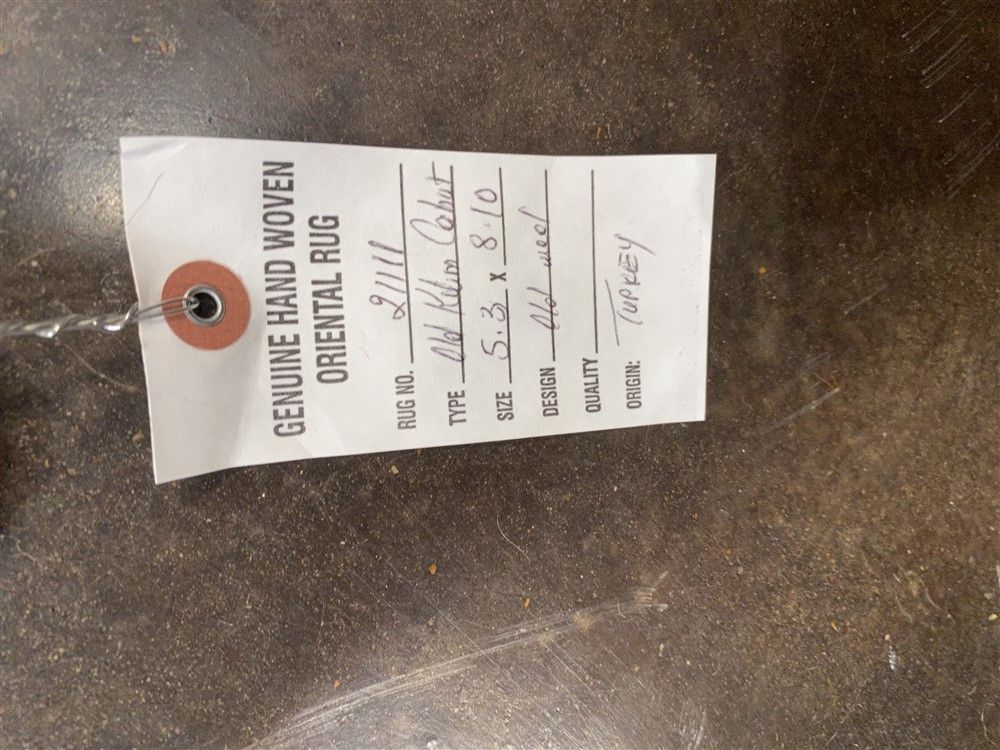 GENUINE HAND WOVEN
ORIENTAL RUG
RUG NO. 21111
TYPE Old Kilim
SIZE 5.3 X 8.10
DESIGN Old wool
QUALITY
ORIGIN: TURKEY